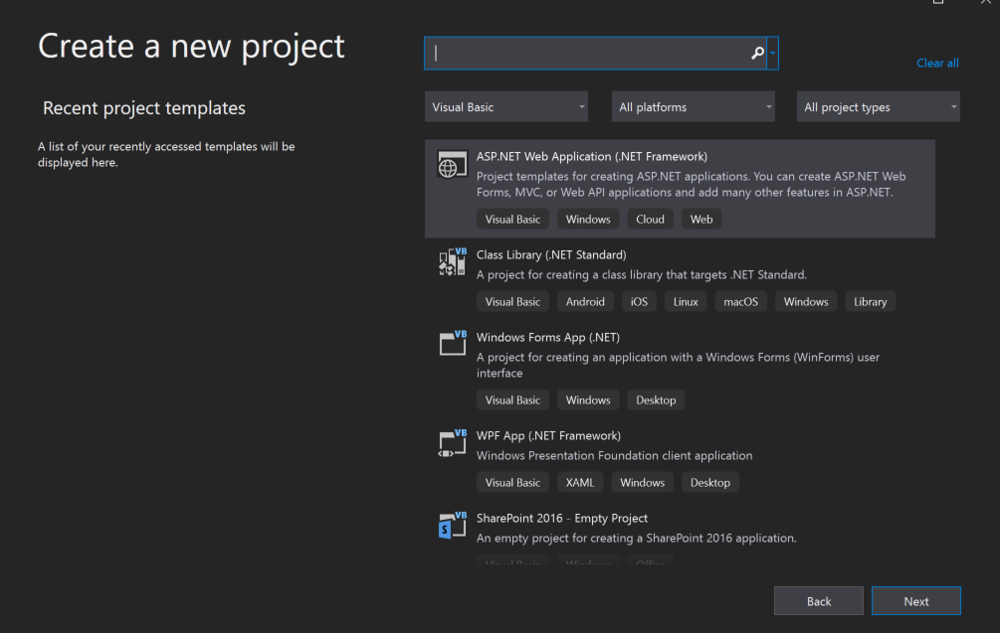 Create a new project
Clear all
Recent project templates
A list of your recently accessed templates will be
displayed here.
Visual Basic
All platforms
All project types
ASP.NET Web Application (.NET Framework)
Project templates for creating ASP.NET applications. You can create ASP.NET Web
Forms, MVC, or Web API applications and add many other features in ASP.NET.
Visual Basic Windows Cloud Web
VB
Class Library (.NET Standard)
A project for creating a class library that targets .NET Standard.
Visual Basic Android iOS Linux macOS Windows Library
VB
Windows Forms App (.NET)
A project for creating an application with a Windows Forms (WinForms) user
interface
Visual Basic Windows Desktop
VB
WPF App (.NET Framework)
Windows Presentation Foundation client application
Visual Basic XAML Windows Desktop
VB
S
SharePoint 2016 - Empty Project
An empty project for creating a SharePoint 2016 application.
Visual Basic Windows Office
Back
Next